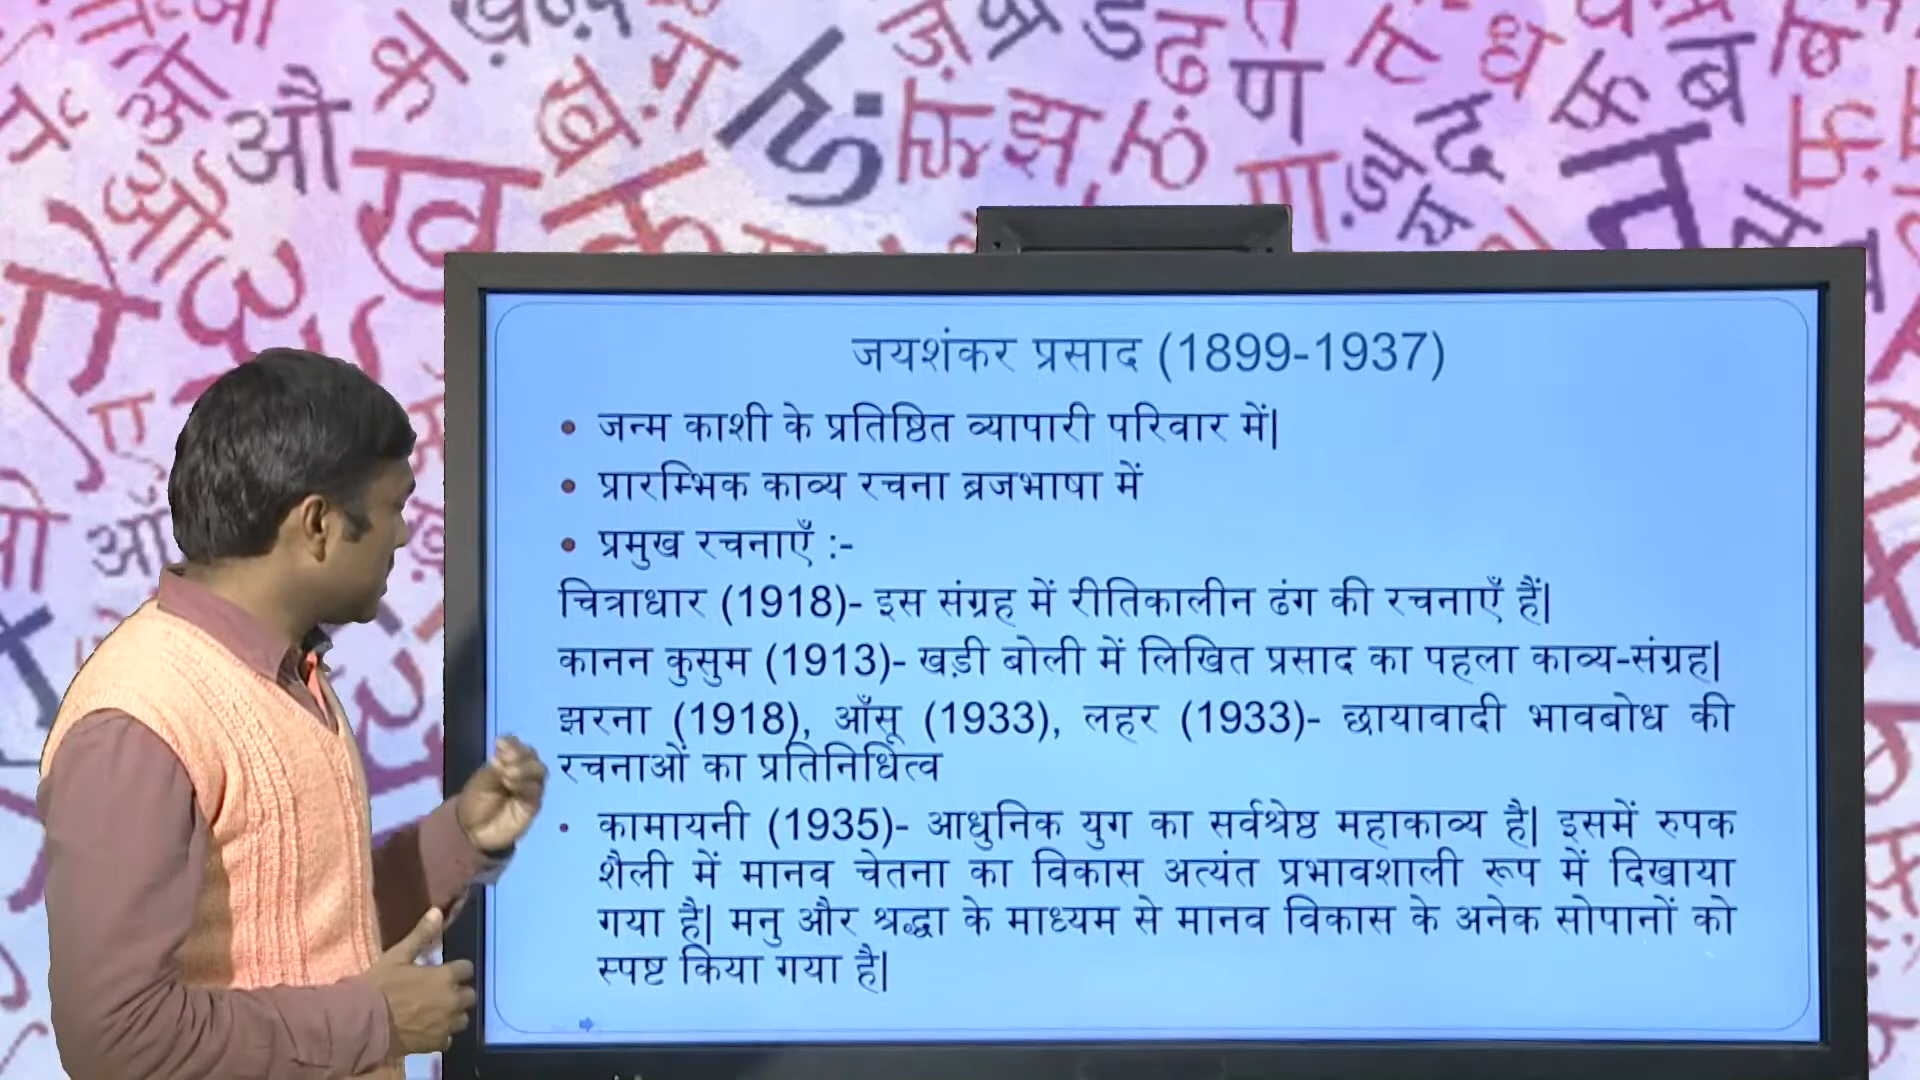 जयशंकर प्रसाद (1899-1937)
• जन्म काशी के प्रतिष्ठित व्यापारी परिवार में|
• प्रारम्भिक काव्य रचना ब्रजभाषा में
• प्रमुख रचनाएँ :-
चित्राधार (1918)- इस संग्रह में रीतिकालीन ढंग की रचनाएँ हैं|
कानन कुसुम (1913)- खड़ी बोली में लिखित प्रसाद का पहला काव्य-संग्रह|
झरना (1918), आँसू (1933), लहर (1933)- छायावादी भावबोध की
रचनाओं का प्रतिनिधित्व
• कामायनी (1935)- आधुनिक युग का सर्वश्रेष्ठ महाकाव्य है| इसमें रुपक
शैली में मानव चेतना का विकास अत्यंत प्रभावशाली रूप में दिखाया
गया है| मनु और श्रद्धा के माध्यम से मानव विकास के अनेक सोपानों को
स्पष्ट किया गया है|